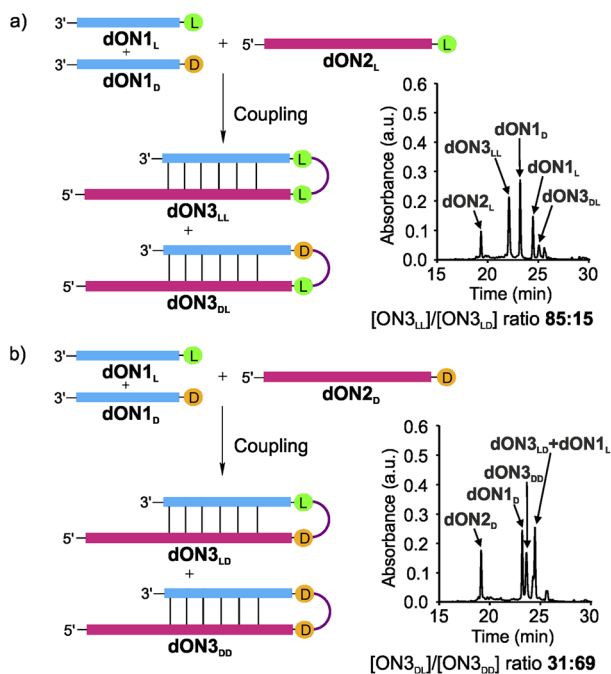 a)
3'
L
dON1L
+
D
dON1D
3'
+
5'
L
dON2L
Coupling
3'
L
5'
L
dON3LL
+
3'
D
5'
L
dON3DL
Absorbance (a.u.)
0.6
0.5
0.4
0.3
0.2
0.1
0.0
dON1D
dON3LL
dON1L
dON2L
dON3DL
15 20 25 30
Time (min)
[ON3LL]/[ON3LD] ratio 85:15
b)
3'
L
dON1L
+
3'
D
dON1D
+
5'
D
dON2D
Coupling
3'
L
5'
D
dON3LD
+
3'
D
5'
D
dON3DD
Absorbance (a.u.)
0.6
0.5
0.4
0.3
0.2
0.1
0.0
dON3LD+dON1L
dON3DD
dON1D
dON2D
15 20 25 30
Time (min)
[ON3DL]/[ON3DD] ratio 31:69